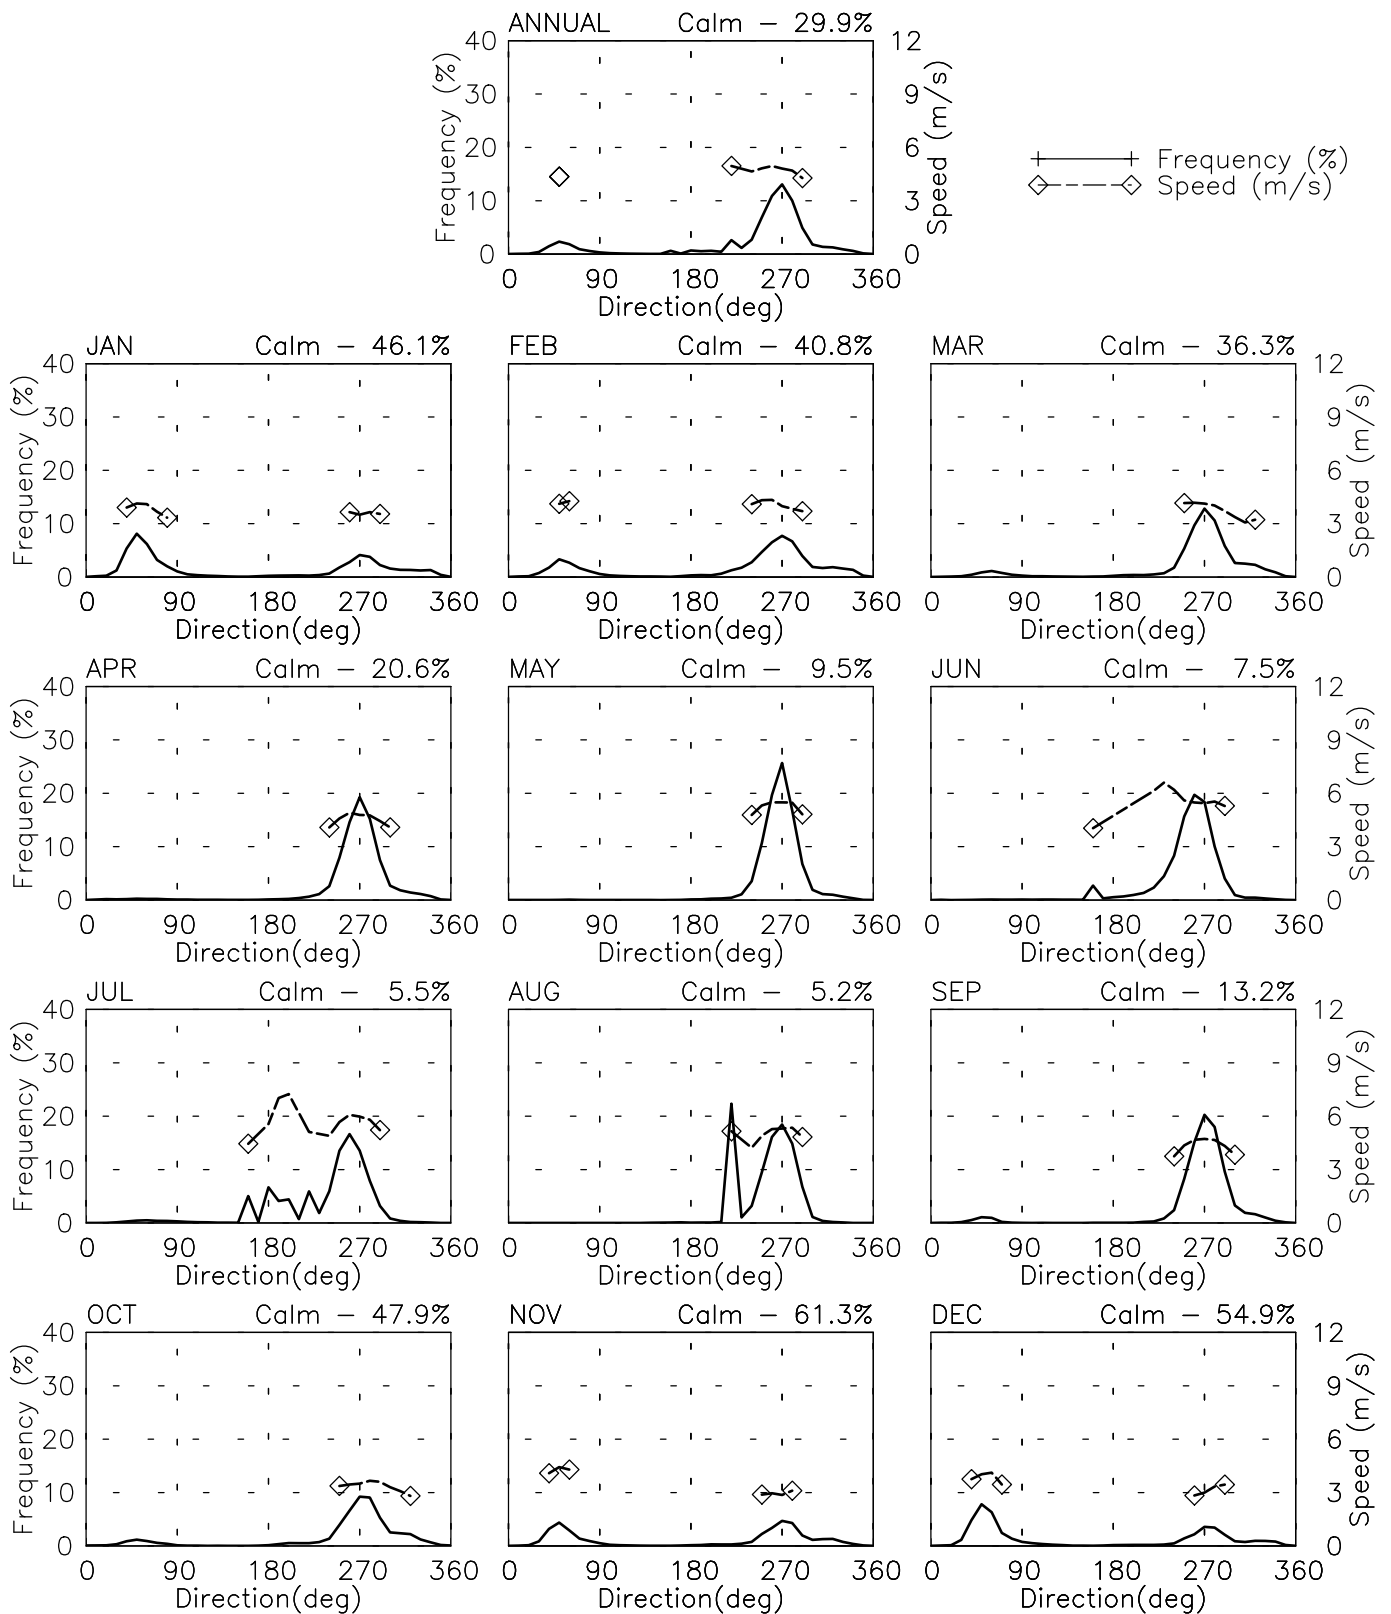 ANNUAL Calm – 29.9%
40 12
30 9
20 6
10 3
0 0
Frequency (%)
Speed (m/s)
0 90 180 270 360
Direction(deg)
Frequency (%)
Speed (m/s)
JAN Calm – 46.1% FEB Calm – 40.8% MAR Calm – 36.3%
40 12
30 9
20 6
10 3
0 0
Frequency (%)
Speed (m/s)
0 90 180 270 360 0 90 180 270 360 0 90 180 270 360
Direction(deg) Direction(deg) Direction(deg)
APR Calm – 20.6% MAY Calm – 9.5% JUN Calm – 7.5%
40 12
30 9
20 6
10 3
0 0
Frequency (%)
Speed (m/s)
0 90 180 270 360 0 90 180 270 360 0 90 180 270 360
Direction(deg) Direction(deg) Direction(deg)
JUL Calm – 5.5% AUG Calm – 5.2% SEP Calm – 13.2%
40 12
30 9
20 6
10 3
0 0
Frequency (%)
Speed (m/s)
0 90 180 270 360 0 90 180 270 360 0 90 180 270 360
Direction(deg) Direction(deg) Direction(deg)
OCT Calm – 47.9% NOV Calm – 61.3% DEC Calm – 54.9%
40 12
30 9
20 6
10 3
0 0
Frequency (%)
Speed (m/s)
0 90 180 270 360 0 90 180 270 360 0 90 180 270 360
Direction(deg) Direction(deg) Direction(deg)